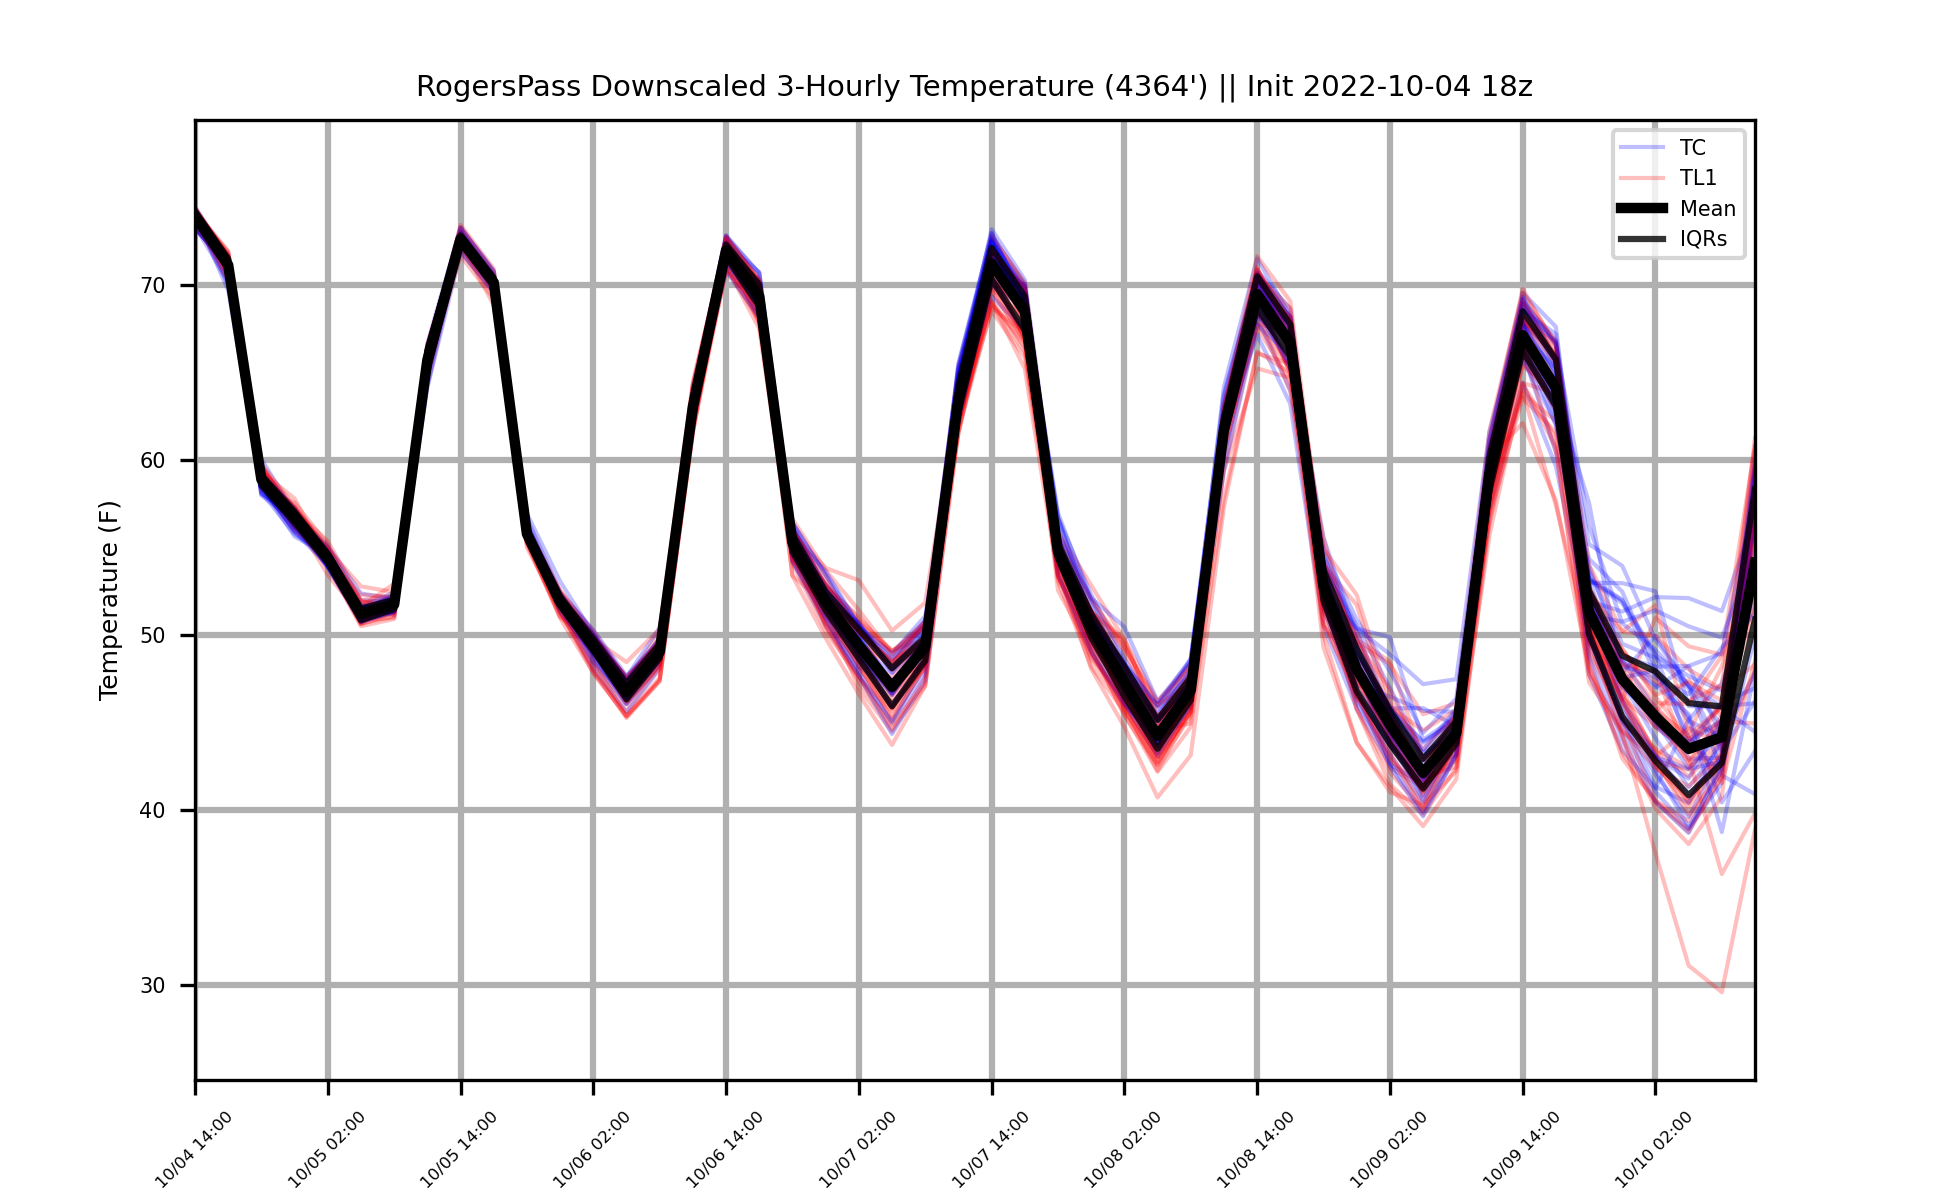 RogersPass Downscaled 3-Hourly Temperature (4364') || Init 2022-10-04 18z
TC
TL1
Mean
IQRs
Temperature (F)
70
60
50
40
30
10/04 14:00
10/05 02:00
10/05 14:00
10/06 02:00
10/06 14:00
10/07 02:00
10/07 14:00
10/08 02:00
10/08 14:00
10/09 02:00
10/09 14:00
10/10 02:00